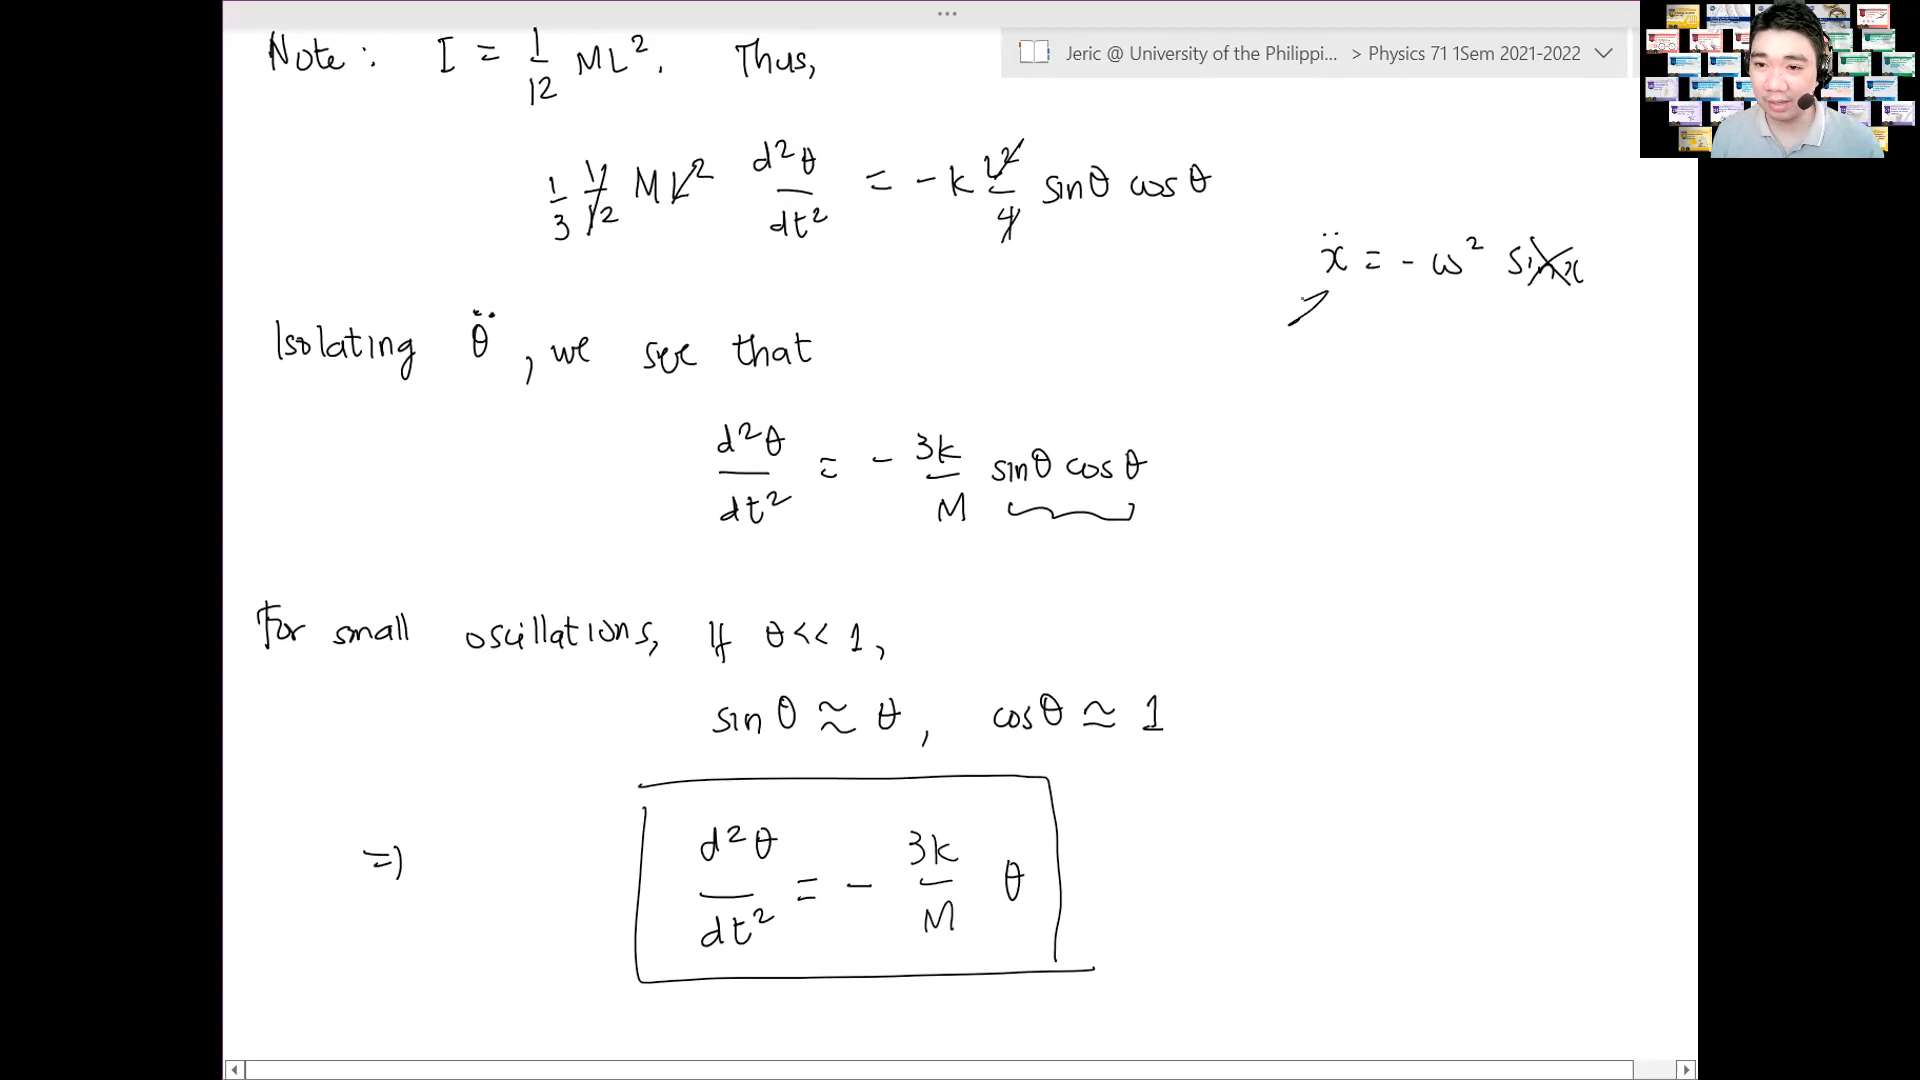 ...
Note: I = 1/12 ML². Thus,
Jeric @ University of the Philippi... > Physics 71 1Sem 2021-2022
1/3 1/12 ML² d²θ/dt² = -k L²/4 sinθ cosθ
ẍ = - ω² sin x
Isolating θ̈, we see that
d²θ/dt² = - 3k/M sinθ cosθ
For small oscillations, if θ<<1,
sin θ ≈ θ, cosθ ≃ 1
=> d²θ/dt² = - 3k/M θ